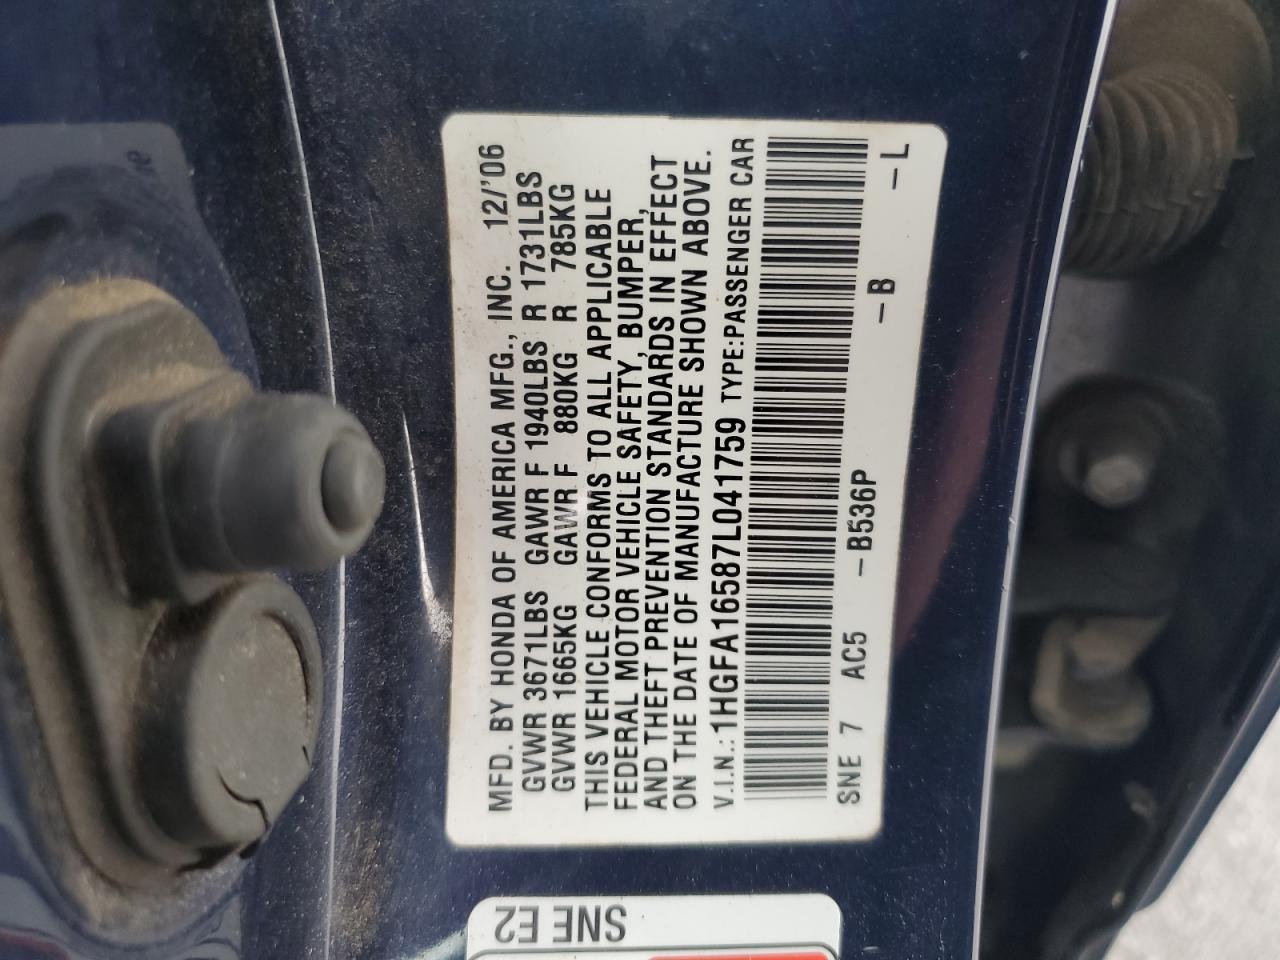 MFD. BY HONDA OF AMERICA MFG., INC. 12/'06
GVWR 3671LBS GAWR F 1940LBS R 1731LBS
GVWR 1665KG GAWR F 880KG R 785KG
THIS VEHICLE CONFORMS TO ALL APPLICABLE
FEDERAL MOTOR VEHICLE SAFETY, BUMPER,
AND THEFT PREVENTION STANDARDS IN EFFECT
ON THE DATE OF MANUFACTURE SHOWN ABOVE.
V.I.N.: 1HGFA16587L041759 TYPE:PASSENGER CAR
SNE 7 AC5 -B536P -B -L
SNE E2